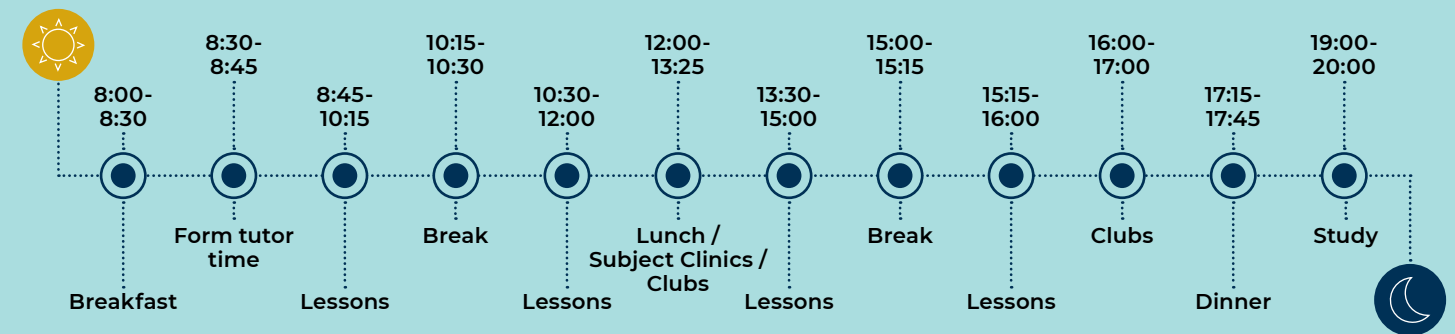 8:00-
8:30
Breakfast
8:30-
8:45
Form tutor
time
8:45-
10:15
Lessons
10:15-
10:30
Break
10:30-
12:00
Lessons
12:00-
13:25
Lunch /
Subject Clinics /
Clubs
13:30-
15:00
Lessons
15:00-
15:15
Break
15:15-
16:00
Lessons
16:00-
17:00
Clubs
17:15-
17:45
Dinner
19:00-
20:00
Study